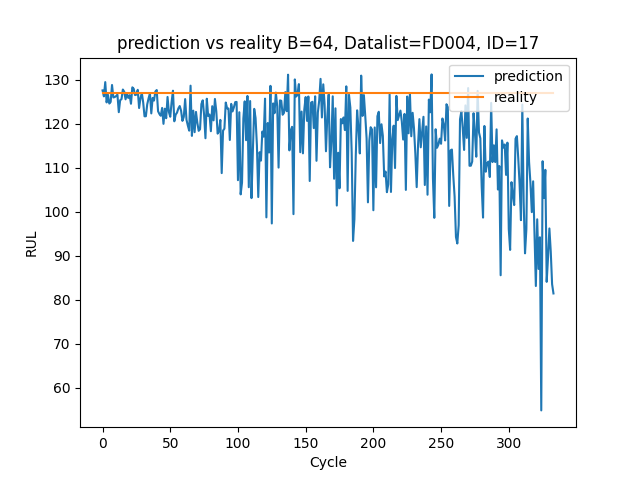 prediction vs reality B=64, Datalist=FD004, ID=17
prediction
reality
130
120
110
100
90
80
70
60
RUL
0 50 100 150 200 250 300
Cycle